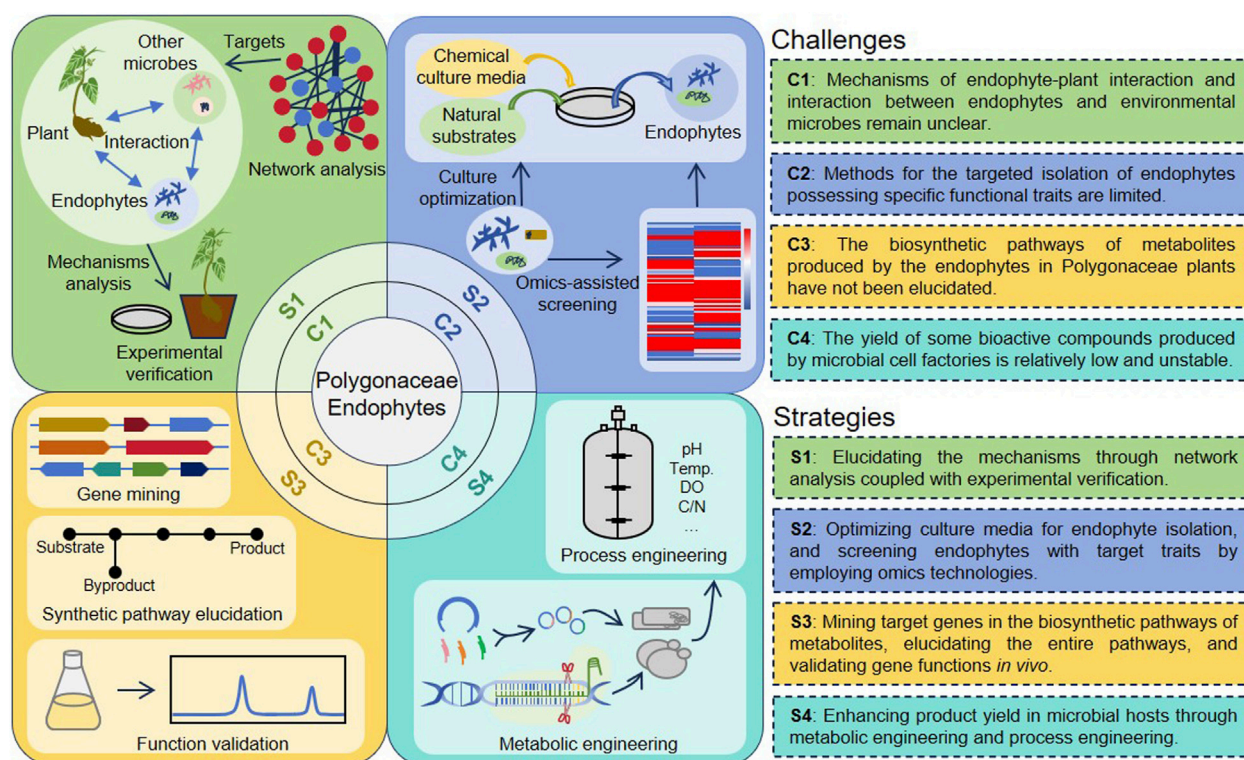 Other
microbes
Targets
Plant
Interaction
Network analysis
Endophytes
Mechanisms
analysis
Experimental
verification
S1
C1
Chemical
culture media
Natural
substrates
Endophytes
Culture
optimization
Omics-assisted
screening
S2
C2
Polygonaceae
Endophytes
C3
S3
Gene mining
Substrate
Product
Byproduct
Synthetic pathway elucidation
Function validation
C4
S4
pH
Temp.
DO
C/N
...
Process engineering
Metabolic engineering
Challenges
C1: Mechanisms of endophyte-plant interaction and
interaction between endophytes and environmental
microbes remain unclear.
C2: Methods for the targeted isolation of endophytes
possessing specific functional traits are limited.
C3: The biosynthetic pathways of metabolites
produced by the endophytes in Polygonaceae plants
have not been elucidated.
C4: The yield of some bioactive compounds produced
by microbial cell factories is relatively low and unstable.
Strategies
S1: Elucidating the mechanisms through network
analysis coupled with experimental verification.
S2: Optimizing culture media for endophyte isolation,
and screening endophytes with target traits by
employing omics technologies.
S3: Mining target genes in the biosynthetic pathways of
metabolites, elucidating the entire pathways, and
validating gene functions in vivo.
S4: Enhancing product yield in microbial hosts through
metabolic engineering and process engineering.